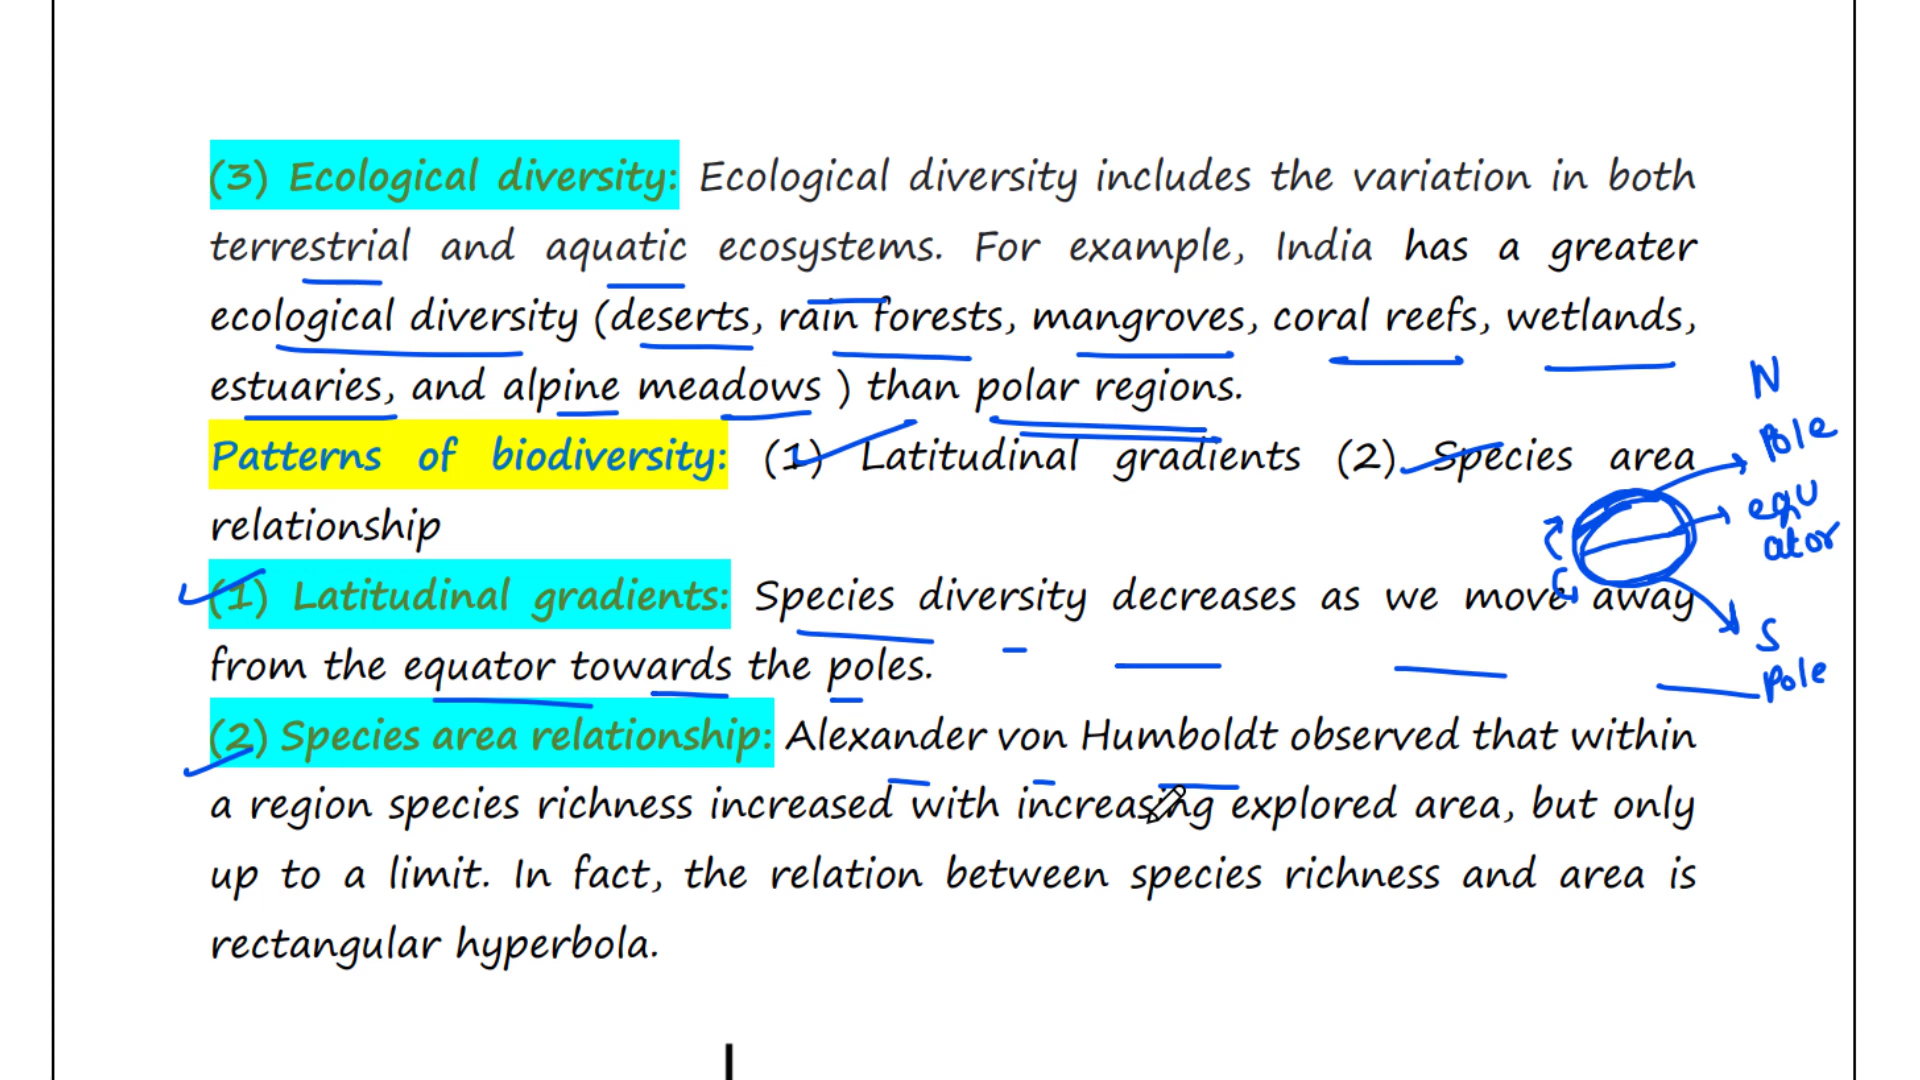 (3) Ecological diversity: Ecological diversity includes the variation in both
terrestrial and aquatic ecosystems. For example, India has a greater
ecological diversity (deserts, rain forests, mangroves, coral reefs, wetlands,
estuaries, and alpine meadows ) than polar regions.
Patterns of biodiversity: (1) Latitudinal gradients (2) Species area
relationship
(1) Latitudinal gradients: Species diversity decreases as we move away
from the equator towards the poles.
(2) Species area relationship: Alexander von Humboldt observed that within
a region species richness increased with increasing explored area, but only
up to a limit. In fact, the relation between species richness and area is
rectangular hyperbola.
N
Pole
equ
ator
S
Pole